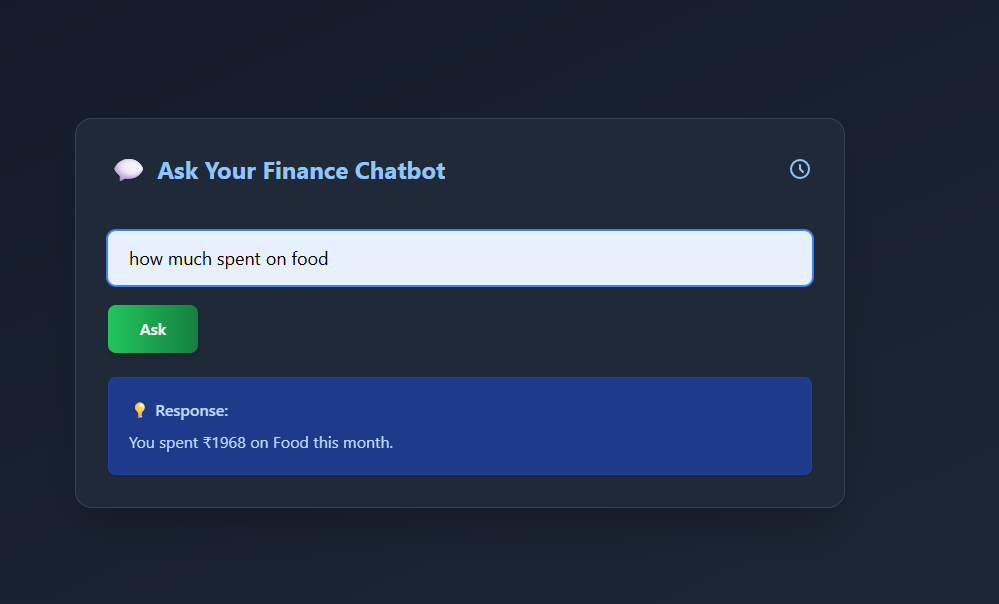 Ask Your Finance Chatbot
how much spent on food
Ask
Response:
You spent ₹1968 on Food this month.